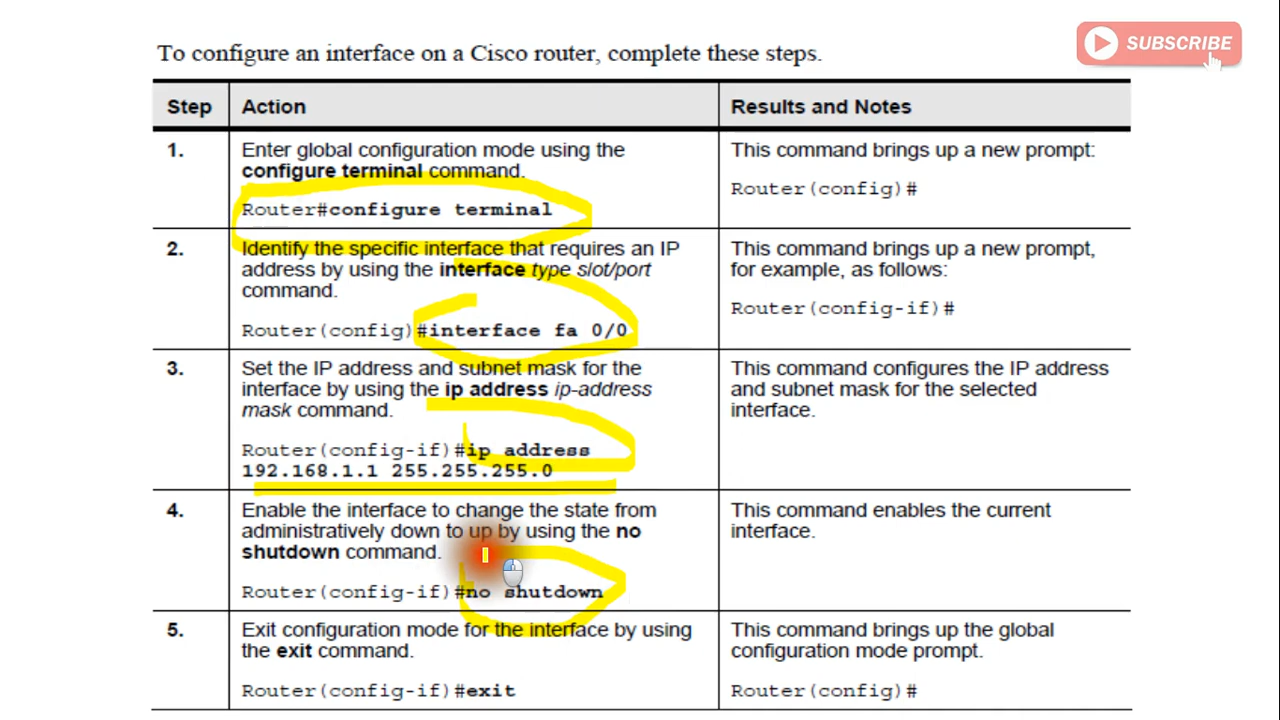 To configure an interface on a Cisco router, complete these steps.
SUBSCRIBE
Step Action Results and Notes
1. Enter global configuration mode using the
configure terminal command.
Router#configure terminal
This command brings up a new prompt:
Router(config)#
2. Identify the specific interface that requires an IP
address by using the interface type slot/port
command.
Router(config)#interface fa 0/0
This command brings up a new prompt,
for example, as follows:
Router(config-if)#
3. Set the IP address and subnet mask for the
interface by using the ip address ip-address
mask command.
Router(config-if)#ip address
192.168.1.1 255.255.255.0
This command configures the IP address
and subnet mask for the selected
interface.
4. Enable the interface to change the state from
administratively down to up by using the no
shutdown command.
Router(config-if)#no shutdown
This command enables the current
interface.
5. Exit configuration mode for the interface by using
the exit command.
Router(config-if)#exit
This command brings up the global
configuration mode prompt.
Router(config)#